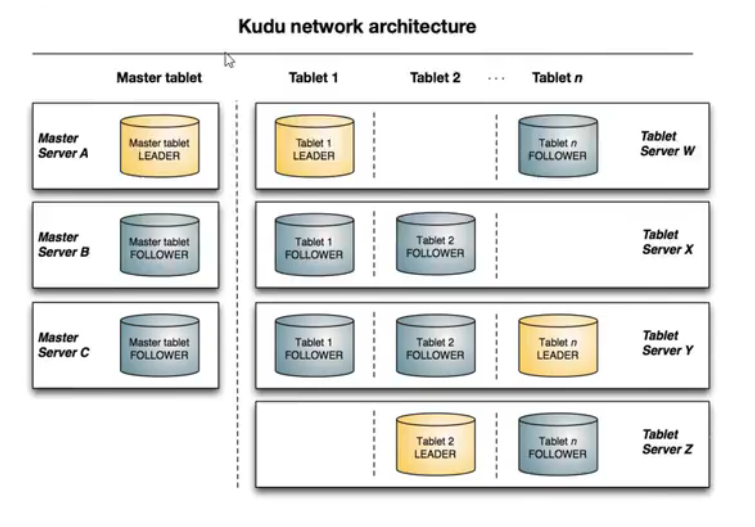 Kudu network architecture
Master tablet Tablet 1 Tablet 2 ... Tablet n
Master
Server A
Master tablet
LEADER
Tablet 1
LEADER
Tablet n
FOLLOWER
Tablet
Server W
Master
Server B
Master tablet
FOLLOWER
Tablet 1
FOLLOWER
Tablet 2
FOLLOWER
Tablet
Server X
Master
Server C
Master tablet
FOLLOWER
Tablet 1
FOLLOWER
Tablet 2
FOLLOWER
Tablet n
LEADER
Tablet
Server Y
Tablet 2
LEADER
Tablet n
FOLLOWER
Tablet
Server Z